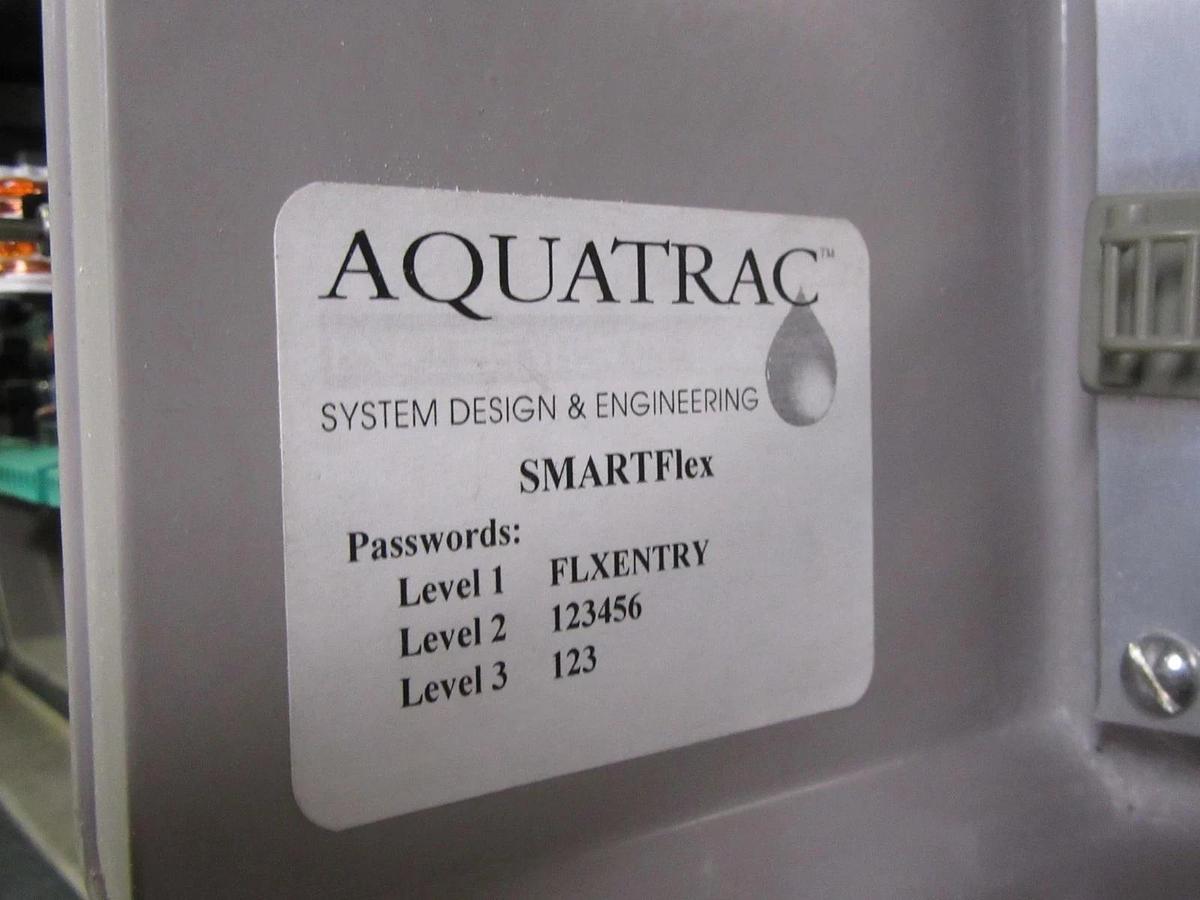 AQUATRAC™
SYSTEM DESIGN & ENGINEERING
SMARTFlex
Passwords:
Level 1 FLXENTRY
Level 2 123456
Level 3 123